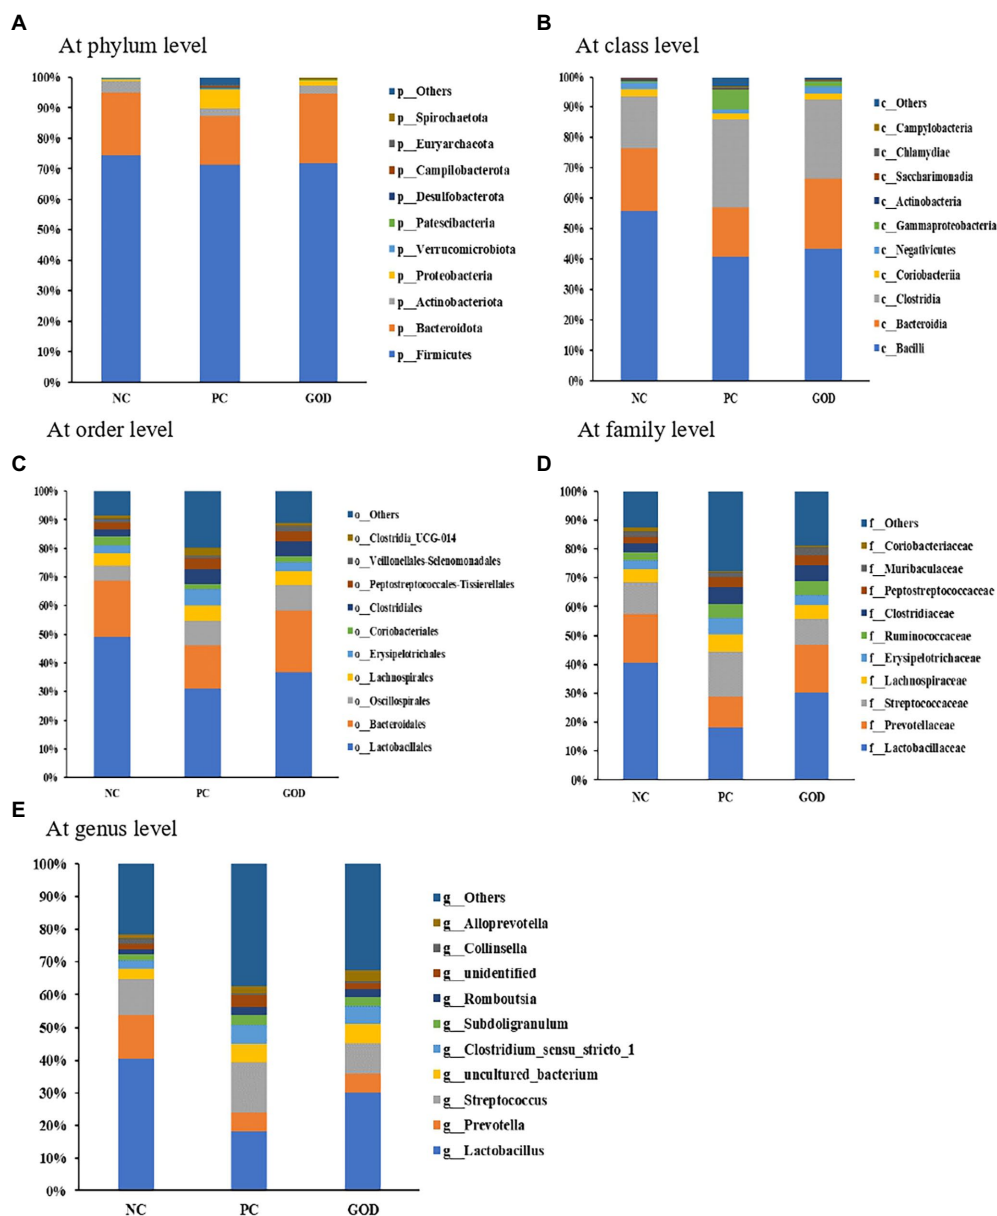 A
At phylum level
100%
90%
80%
70%
60%
50%
40%
30%
20%
10%
0%
NC
PC
GOD
p__Others
p__Spirochaetota
p__Euryarchaeota
p__Campilobacterota
p__Desulfobacterota
p__Patescibacteria
p__Verrucomicrobiota
p__Proteobacteria
p__Actinobacteriota
p__Bacteroidota
p__Firmicutes
B
At class level
100%
90%
80%
70%
60%
50%
40%
30%
20%
10%
0%
NC
PC
GOD
c__Others
c__Campylobacteria
c__Chlamydiae
c__Saccharimonadia
c__Actinobacteria
c__Gammaproteobacteria
c__Negativicutes
c__Coriobacteriia
c__Clostridia
c__Bacteroidia
c__Bacilli
At order level
C
100%
90%
80%
70%
60%
50%
40%
30%
20%
10%
0%
NC
PC
GOD
o__Others
o__Clostridia_UCG-014
o__Veillonellales-Selenomonadales
o__Peptostreptococcales-Tissierellales
o__Clostridiales
o__Coriobacteriales
o__Erysipelotrichales
o__Lachnospirales
o__Oscillospirales
o__Bacteroidales
o__Lactobacillales
At family level
D
100%
90%
80%
70%
60%
50%
40%
30%
20%
10%
0%
NC
PC
GOD
f__Others
f__Coriobacteriaceae
f__Muribaculaceae
f__Peptostreptococcaceae
f__Clostridiaceae
f__Ruminococcaceae
f__Erysipelotrichaceae
f__Lachnospiraceae
f__Streptococcaceae
f__Prevotellaceae
f__Lactobacillaceae
E
At genus level
100%
90%
80%
70%
60%
50%
40%
30%
20%
10%
0%
NC
PC
GOD
g__Others
g__Alloprevotella
g__Collinsella
g__unidentified
g__Romboutsia
g__Subdoligranulum
g__Clostridium_sensu_stricto_1
g__uncultured_bacterium
g__Streptococcus
g__Prevotella
g__Lactobacillus